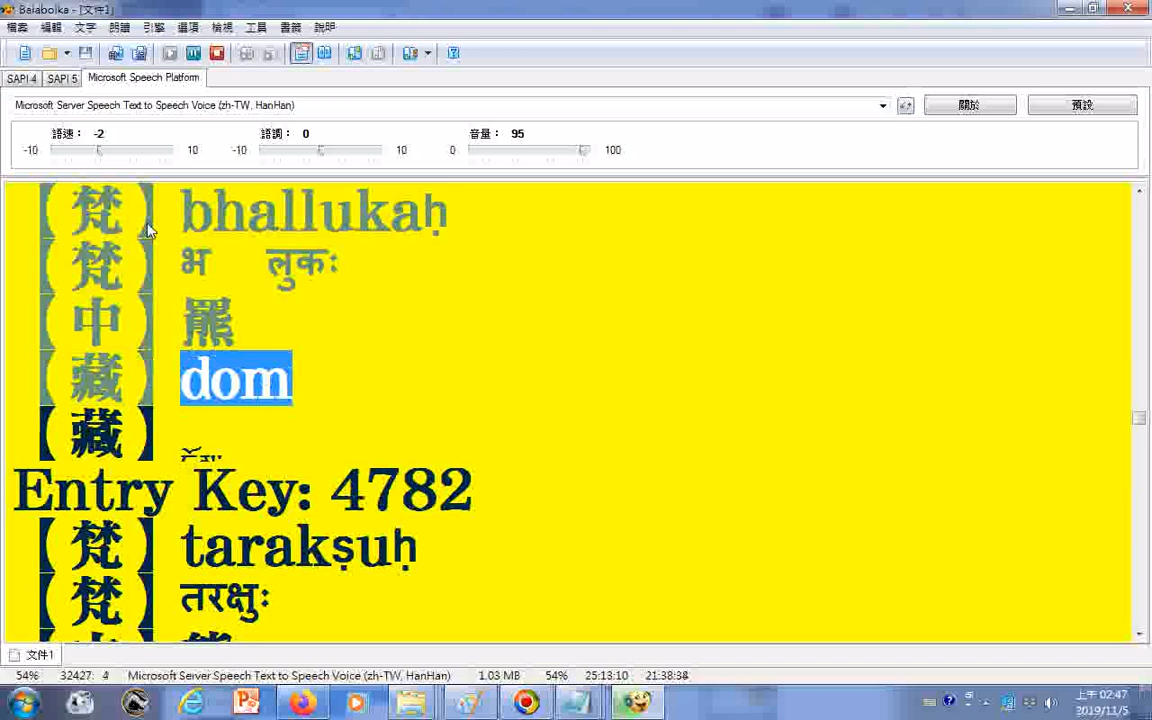 Balabolka - [文件1]
檔案 編輯 文字 朗讀 引擎 選項 檢視 工具 書籤 說明
SAPI 4 SAPI 5 Microsoft Speech Platform
Microsoft Server Speech Text to Speech Voice (zh-TW, HanHan) 關於 預設
語速： -2 語調： 0 音量： 95
-10 10 -10 10 0 100
【梵】 bhallukaḥ
【梵】 भ लुकः
【中】 羆
【藏】 dom
【藏】
Entry Key: 4782
【梵】 tarakṣuḥ
【梵】 तरक्षुः
文件1
54% 32427: 4 Microsoft Server Speech Text to Speech Voice (zh-TW, HanHan) 1.03 MB 54% 25:13:10 21:38:38
上午 02:47
2019/11/5